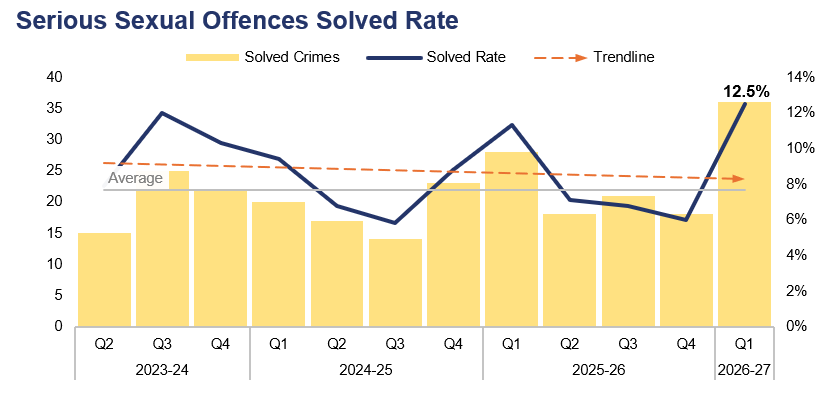 Serious Sexual Offences Solved Rate
Solved Crimes Solved Rate Trendline
40 14%
35 12.5% 12%
30 10%
25
Average
20 8%
15 6%
10 4%
5 2%
0 0%
Q2 Q3 Q4 Q1 Q2 Q3 Q4 Q1 Q2 Q3 Q4 Q1
2023-24 2024-25 2025-26 2026-27